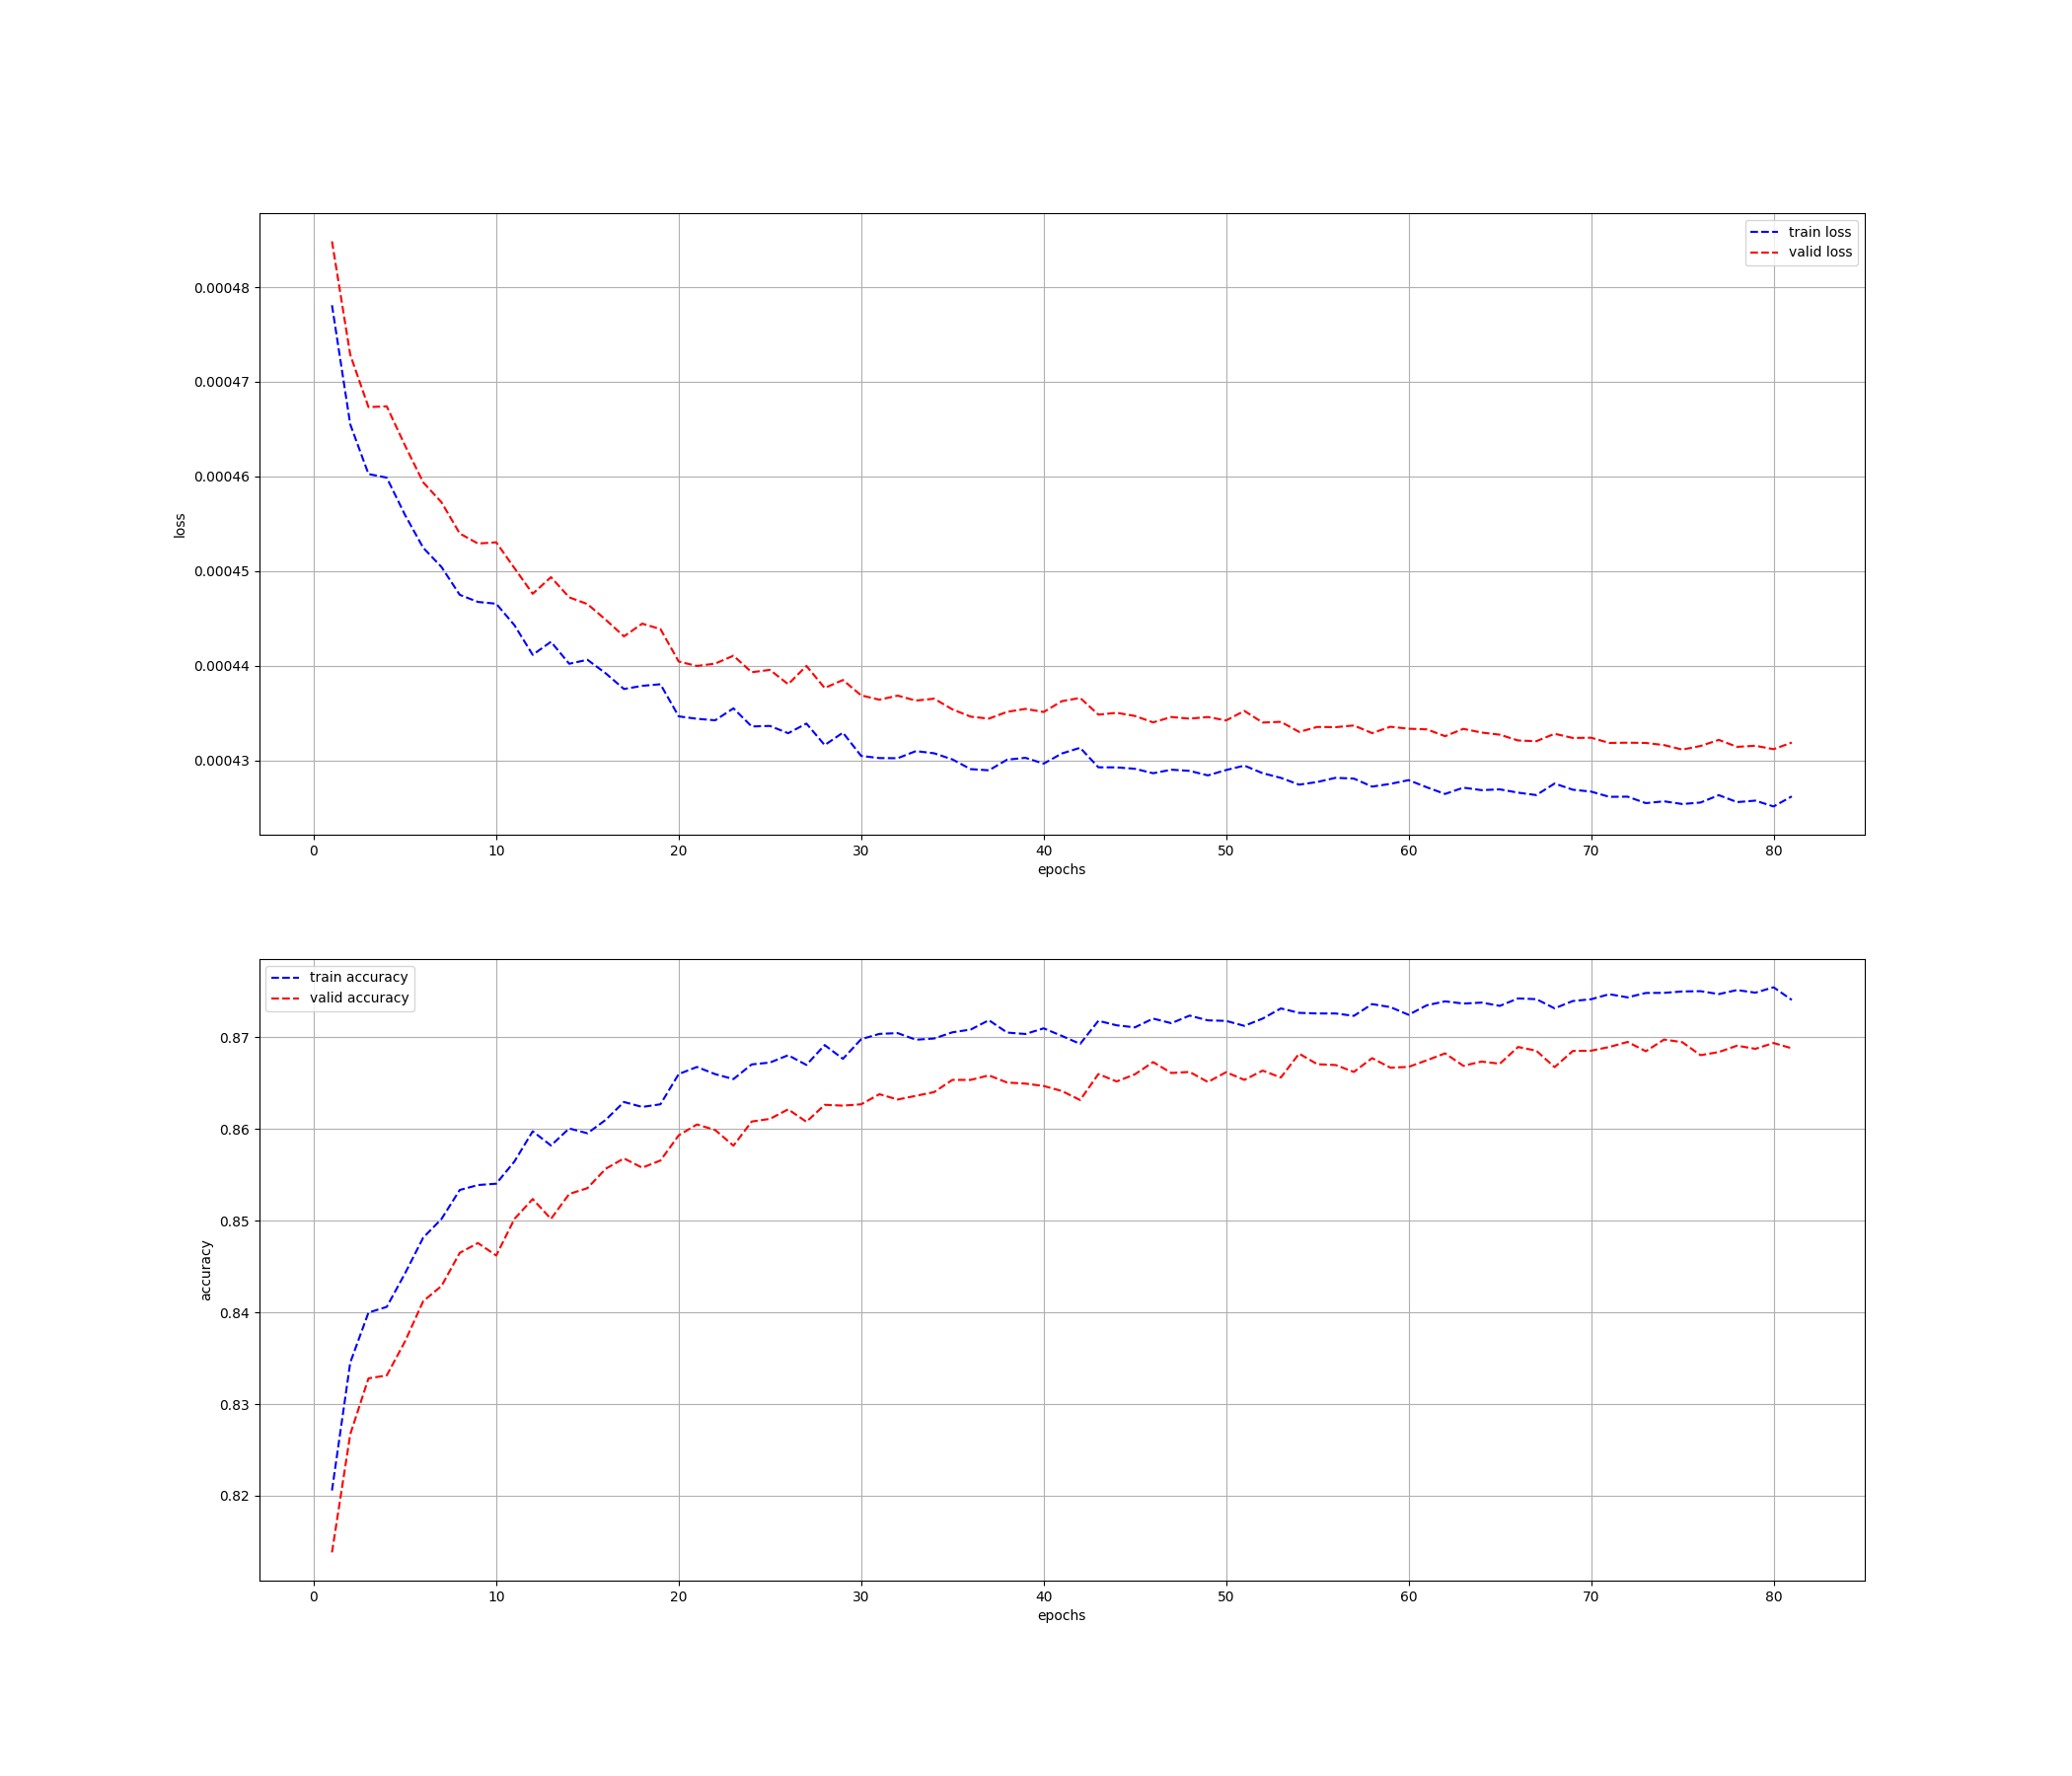 train loss
valid loss
0.00048
0.00047
0.00046
0.00045
0.00044
0.00043
loss
0 10 20 30 40 50 60 70 80
epochs
train accuracy
valid accuracy
0.87
0.86
0.85
0.84
0.83
0.82
accuracy
0 10 20 30 40 50 60 70 80
epochs